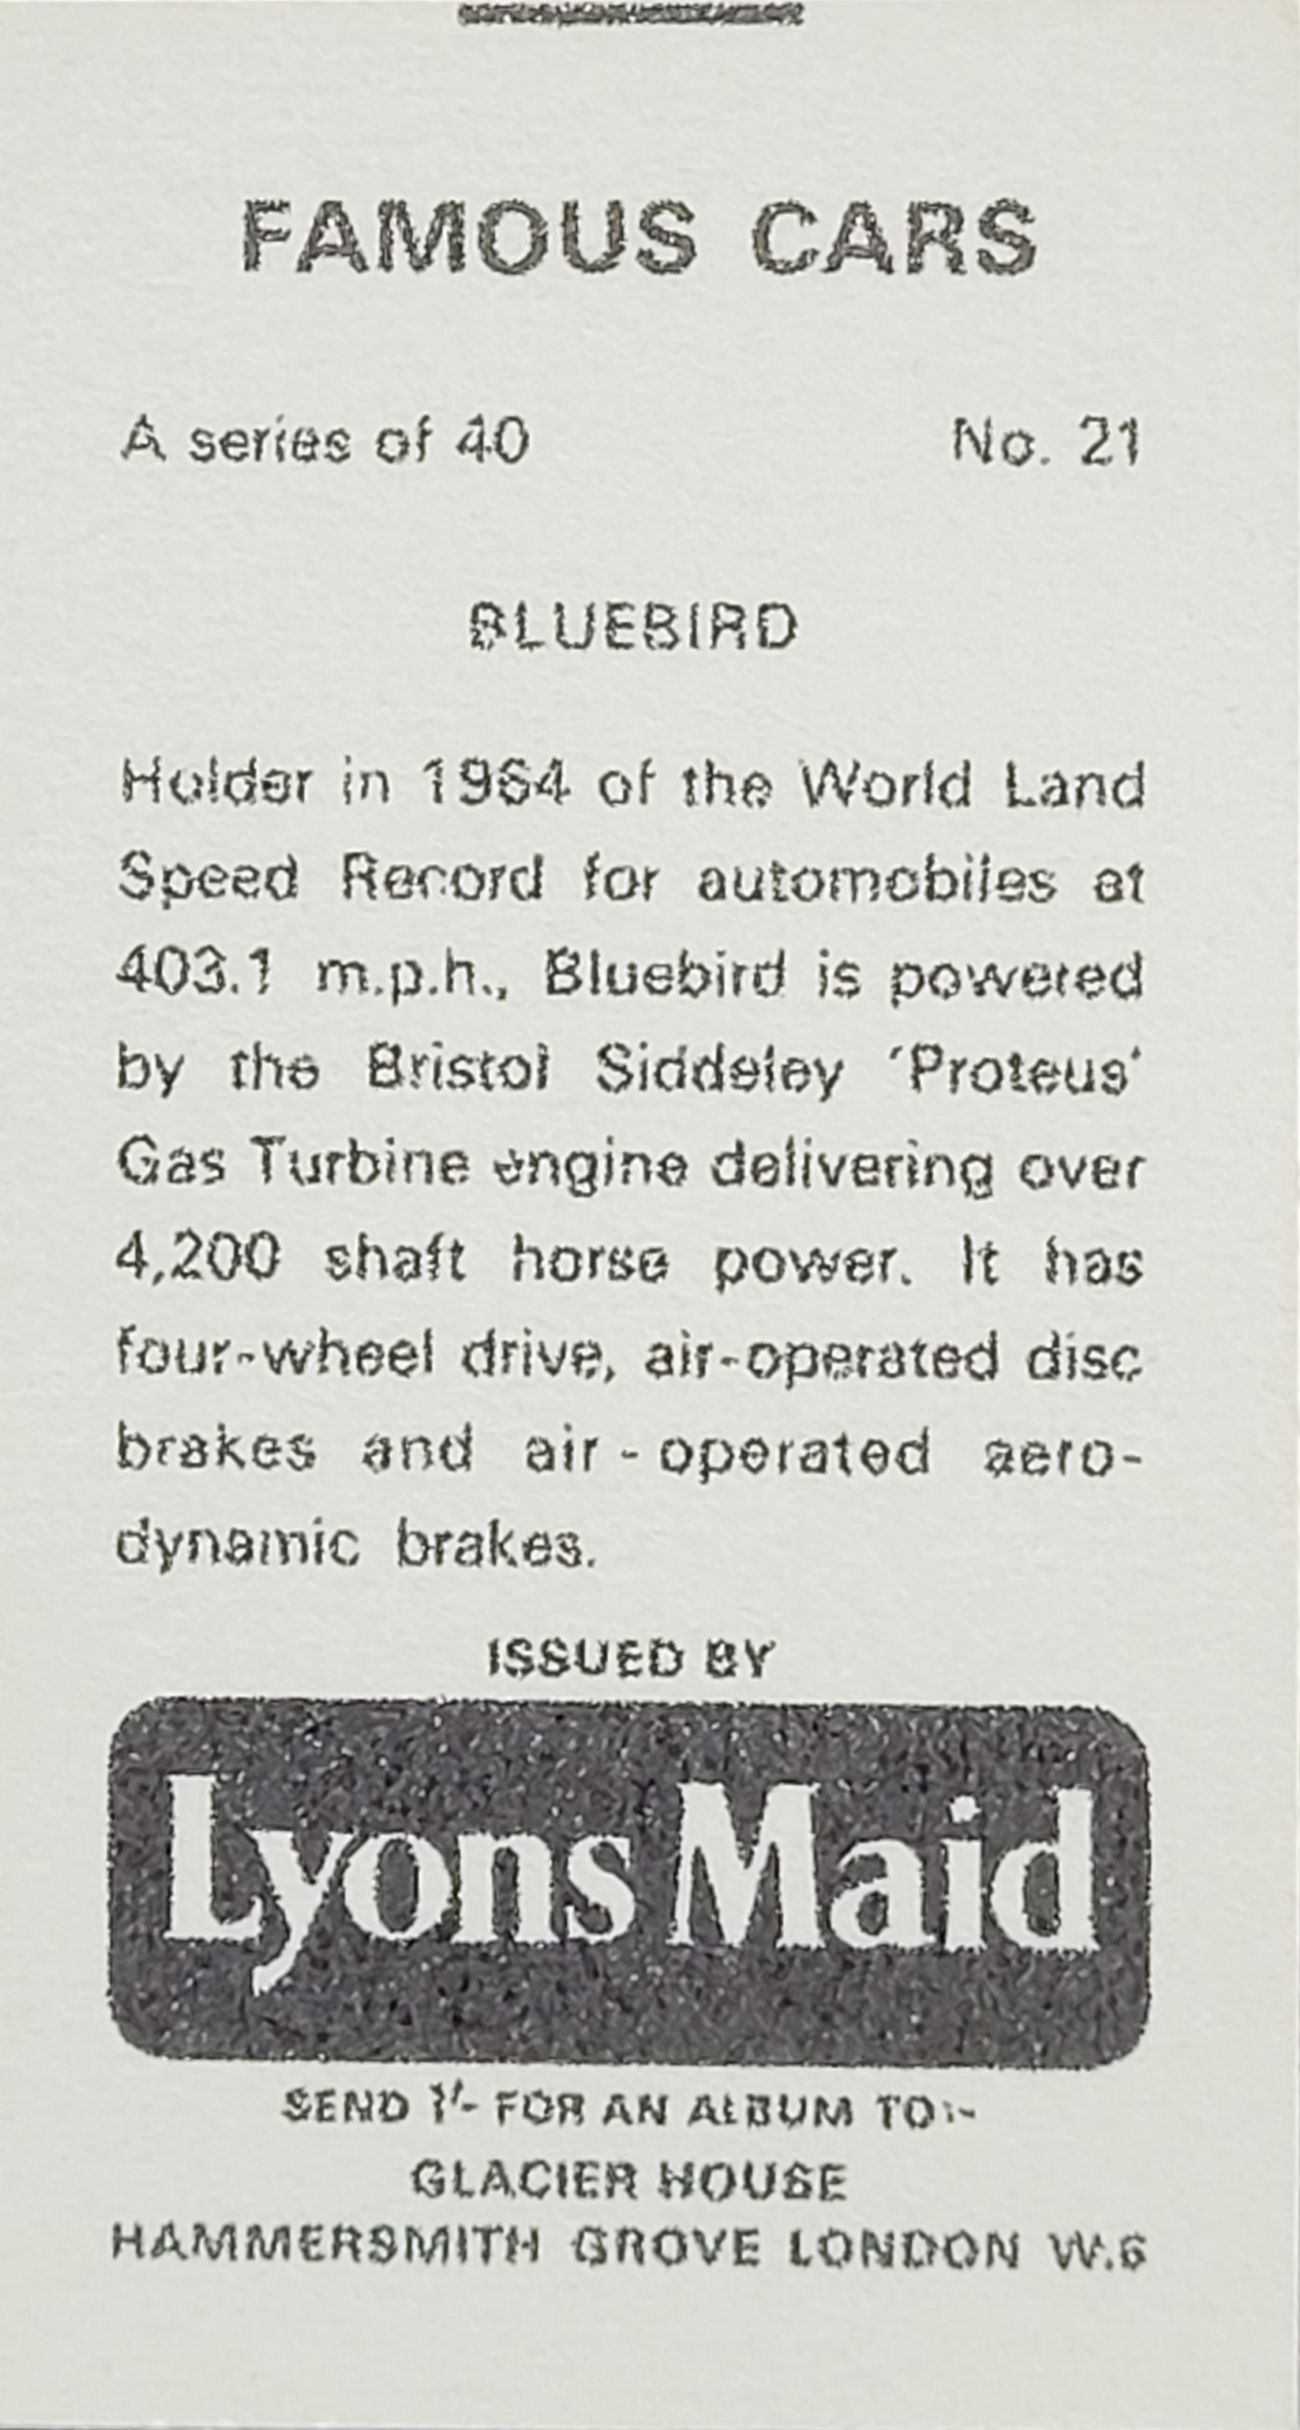 FAMOUS CARS
A series of 40 No. 21
BLUEBIRD
Holder in 1964 of the World Land
Speed Record for automobiles at
403.1 m.p.h., Bluebird is powered
by the Bristol Siddeley 'Proteus'
Gas Turbine engine delivering over
4,200 shaft horse power. It has
four-wheel drive, air-operated disc
brakes and air-operated aero-
dynamic brakes.
ISSUED BY
Lyons Maid
SEND 1/- FOR AN ALBUM TO:-
GLACIER HOUSE
HAMMERSMITH GROVE LONDON W.6